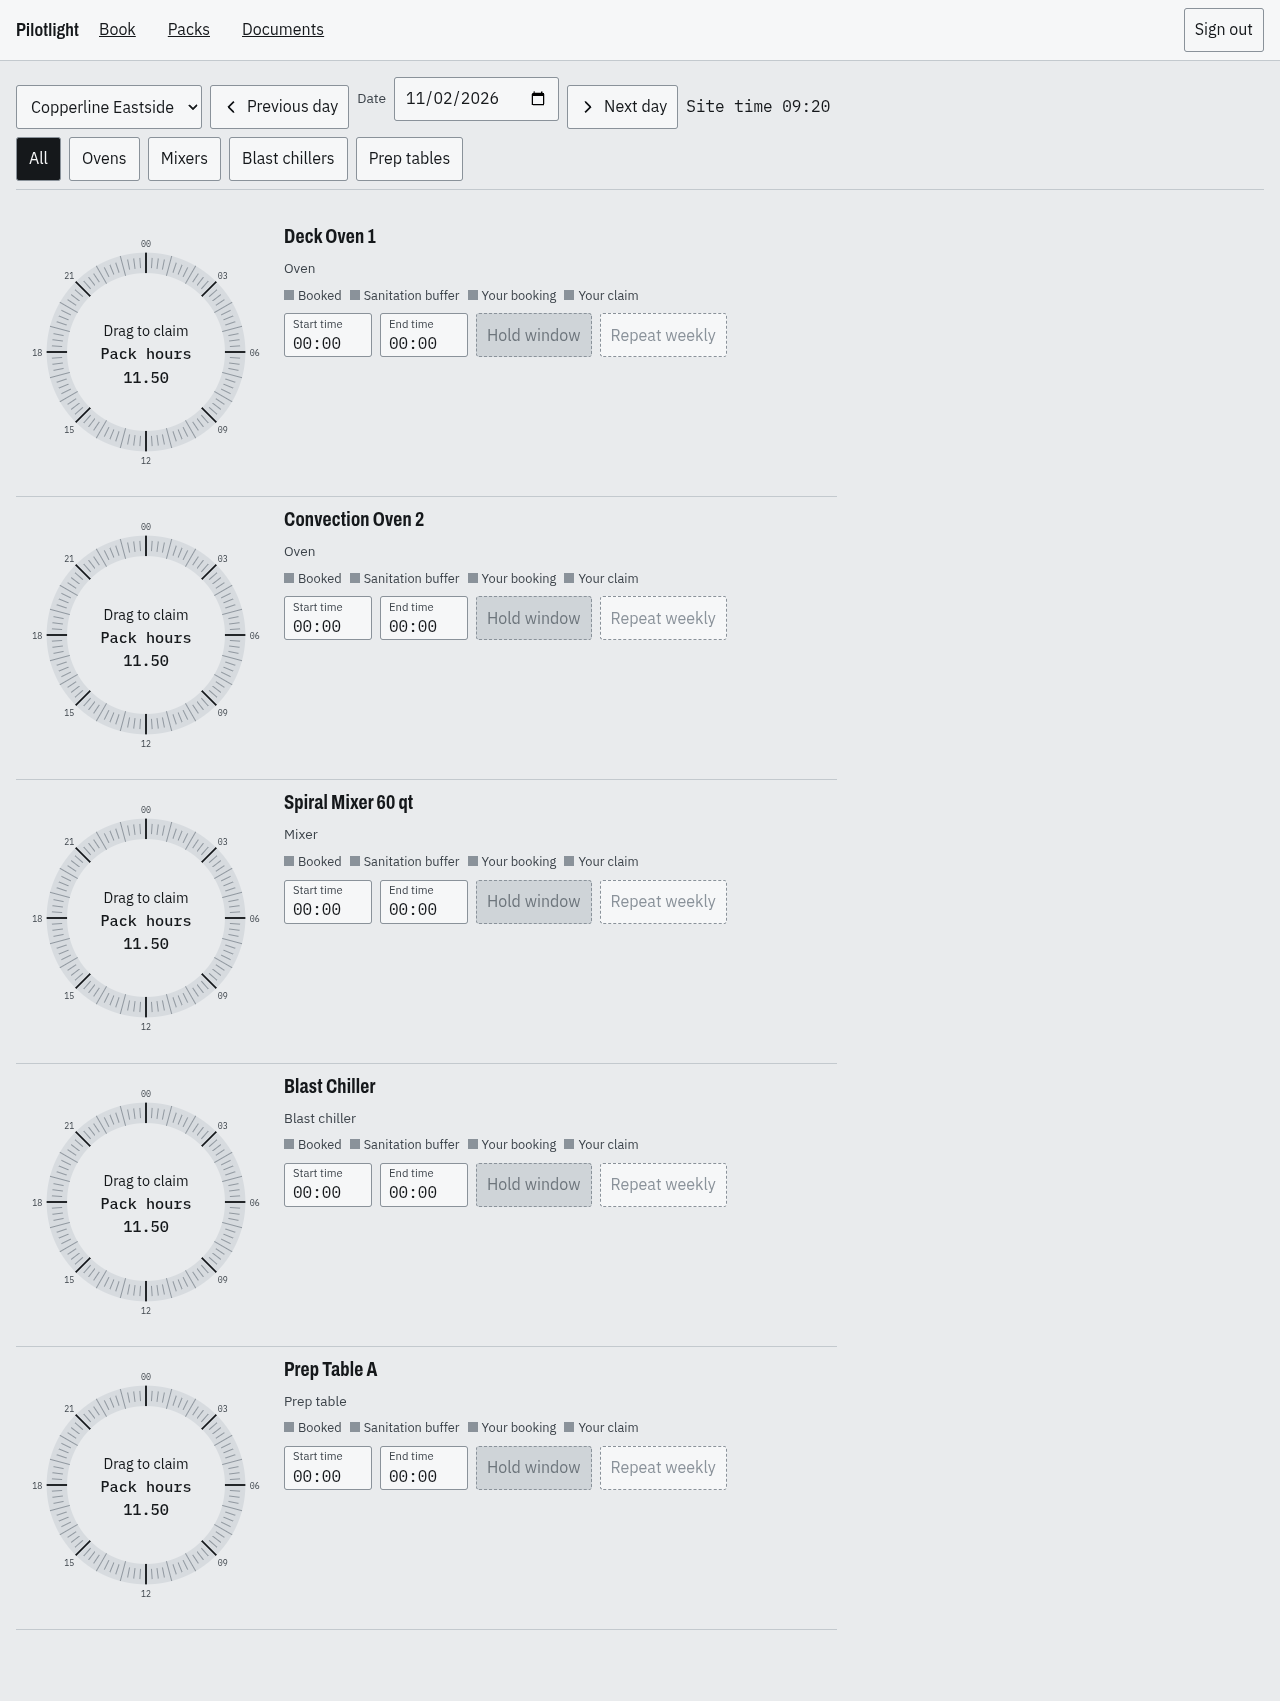 Pilotlight Book Packs Documents Sign out
Copperline Eastside Previous day Date 11/02/2026 Next day Site time 09:20
All Ovens Mixers Blast chillers Prep tables
Deck Oven 1
Oven
Booked Sanitation buffer Your booking Your claim
Start time End time
00:00 00:00 Hold window Repeat weekly
00
21 03
Drag to claim
18 Pack hours 06
11.50
15 09
12
Convection Oven 2
Oven
Booked Sanitation buffer Your booking Your claim
Start time End time
00:00 00:00 Hold window Repeat weekly
00
21 03
Drag to claim
18 Pack hours 06
11.50
15 09
12
Spiral Mixer 60 qt
Mixer
Booked Sanitation buffer Your booking Your claim
Start time End time
00:00 00:00 Hold window Repeat weekly
00
21 03
Drag to claim
18 Pack hours 06
11.50
15 09
12
Blast Chiller
Blast chiller
Booked Sanitation buffer Your booking Your claim
Start time End time
00:00 00:00 Hold window Repeat weekly
00
21 03
Drag to claim
18 Pack hours 06
11.50
15 09
12
Prep Table A
Prep table
Booked Sanitation buffer Your booking Your claim
Start time End time
00:00 00:00 Hold window Repeat weekly
00
21 03
Drag to claim
18 Pack hours 06
11.50
15 09
12